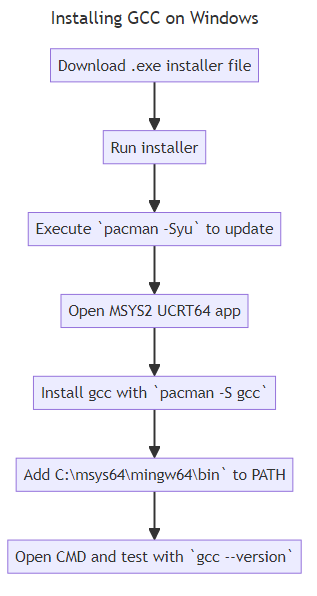 Installing GCC on Windows
Download .exe installer file
Run installer
Execute `pacman -Syu` to update
Open MSYS2 UCRT64 app
Install gcc with `pacman -S gcc`
Add C:\msys64\mingw64\bin` to PATH
Open CMD and test with `gcc --version`